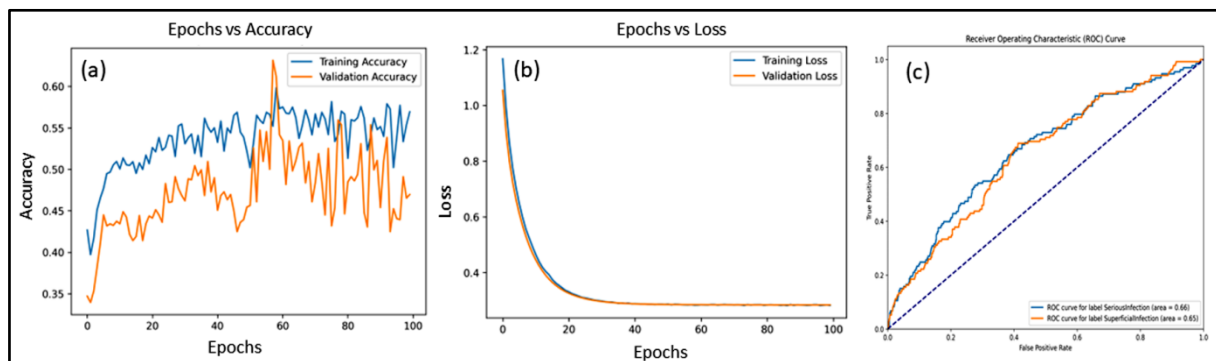 Epochs vs Accuracy
(a)
Training Accuracy
Validation Accuracy
0.60
0.55
0.50
0.45
0.40
0.35
Accuracy
0 20 40 60 80 100
Epochs
Epochs vs Loss
(b)
Training Loss
Validation Loss
1.2
1.0
0.8
0.6
0.4
Loss
0 20 40 60 80 100
Epochs
Receiver Operating Characteristic (ROC) Curve
(c)
1.0
0.8
0.6
0.4
0.2
0.0
True Positive Rate
ROC curve for label SeriousInfection (area = 0.66)
ROC curve for label SuperficialInfection (area = 0.65)
0.0 0.2 0.4 0.6 0.8 1.0
False Positive Rate